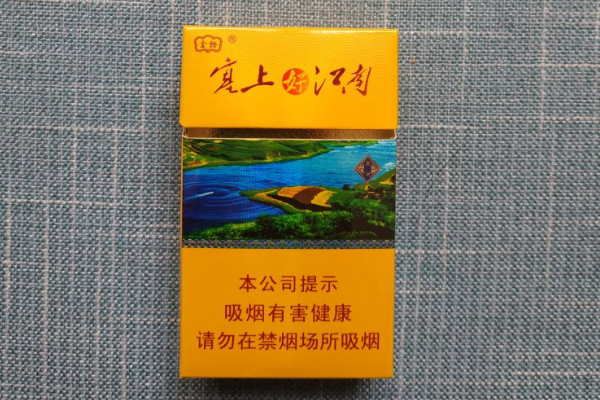 ®
塞上好江南
本公司提示
吸烟有害健康
请勿在禁烟场所吸烟